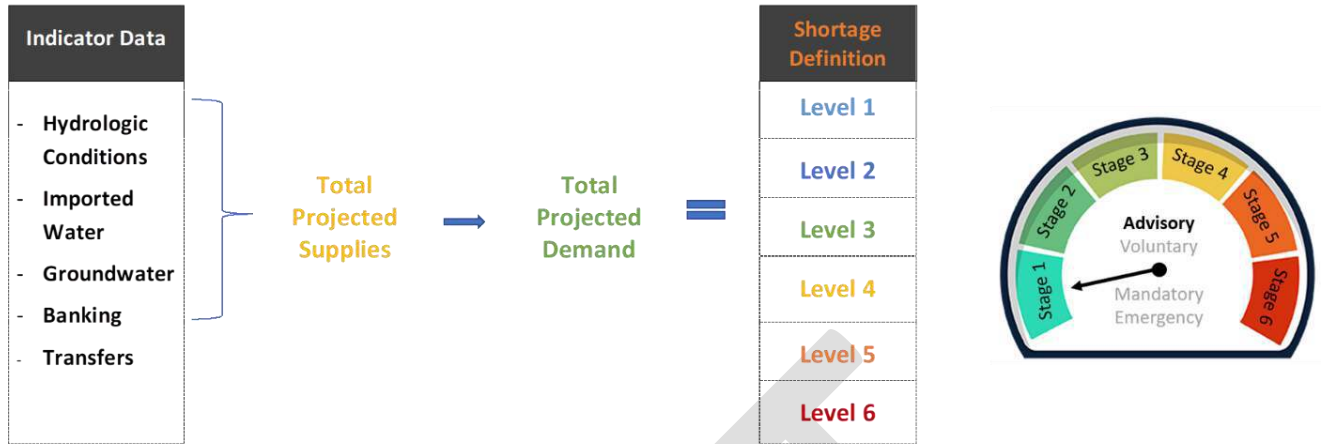 Indicator Data
- Hydrologic
Conditions
- Imported
Water
- Groundwater
- Banking
- Transfers
Total
Projected
Supplies
Total
Projected
Demand
Shortage
Definition
Level 1
Level 2
Level 3
Level 4
Level 5
Level 6
Stage 1
Stage 2
Stage 3
Stage 4
Stage 5
Stage 6
Advisory
Voluntary
Mandatory
Emergency